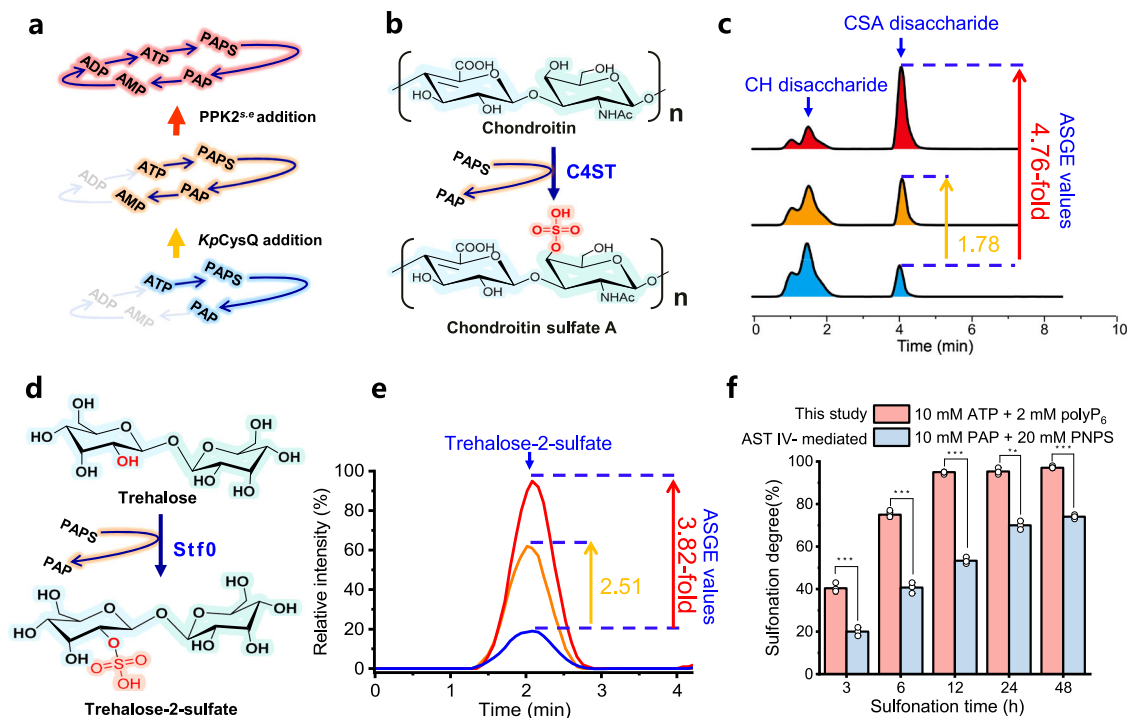 a
ADP
ATP
PAPS
AMP
PAP
PPK2s.e addition
ADP
ATP
PAPS
AMP
PAP
KpCysQ addition
ADP
ATP
PAPS
AMP
PAP
b
COOH
O
HO
OH
O
OH
HO
O
O
NHAc
O
n
Chondroitin
PAPS
PAP
C4ST
OH
O=S=O
O
COOH
O
HO
OH
O
HO
O
O
NHAc
O
n
Chondroitin sulfate A
c
CSA disaccharide
CH disaccharide
ASGE values
4.76-fold
1.78
0
2
4
6
8
10
Time (min)
d
OH
HO
O
OH
OH
O
O
OH
HO
OH
OH
Trehalose
PAPS
PAP
Stf0
OH
HO
O
OH
O
O
O
HO
OH
OH
OH
O=S=O
OH
Trehalose-2-sulfate
e
Trehalose-2-sulfate
Relative intensity (%)
100
80
60
40
20
0
0
1
2
3
4
Time (min)
2.51
3.82-fold
ASGE values
f
This study
10 mM ATP + 2 mM polyP6
AST IV- mediated
10 mM PAP + 20 mM PNPS
Sulfonation degree(%)
100
80
60
40
20
0
***
***
***
**
***
3
6
12
24
48
Sulfonation time (h)